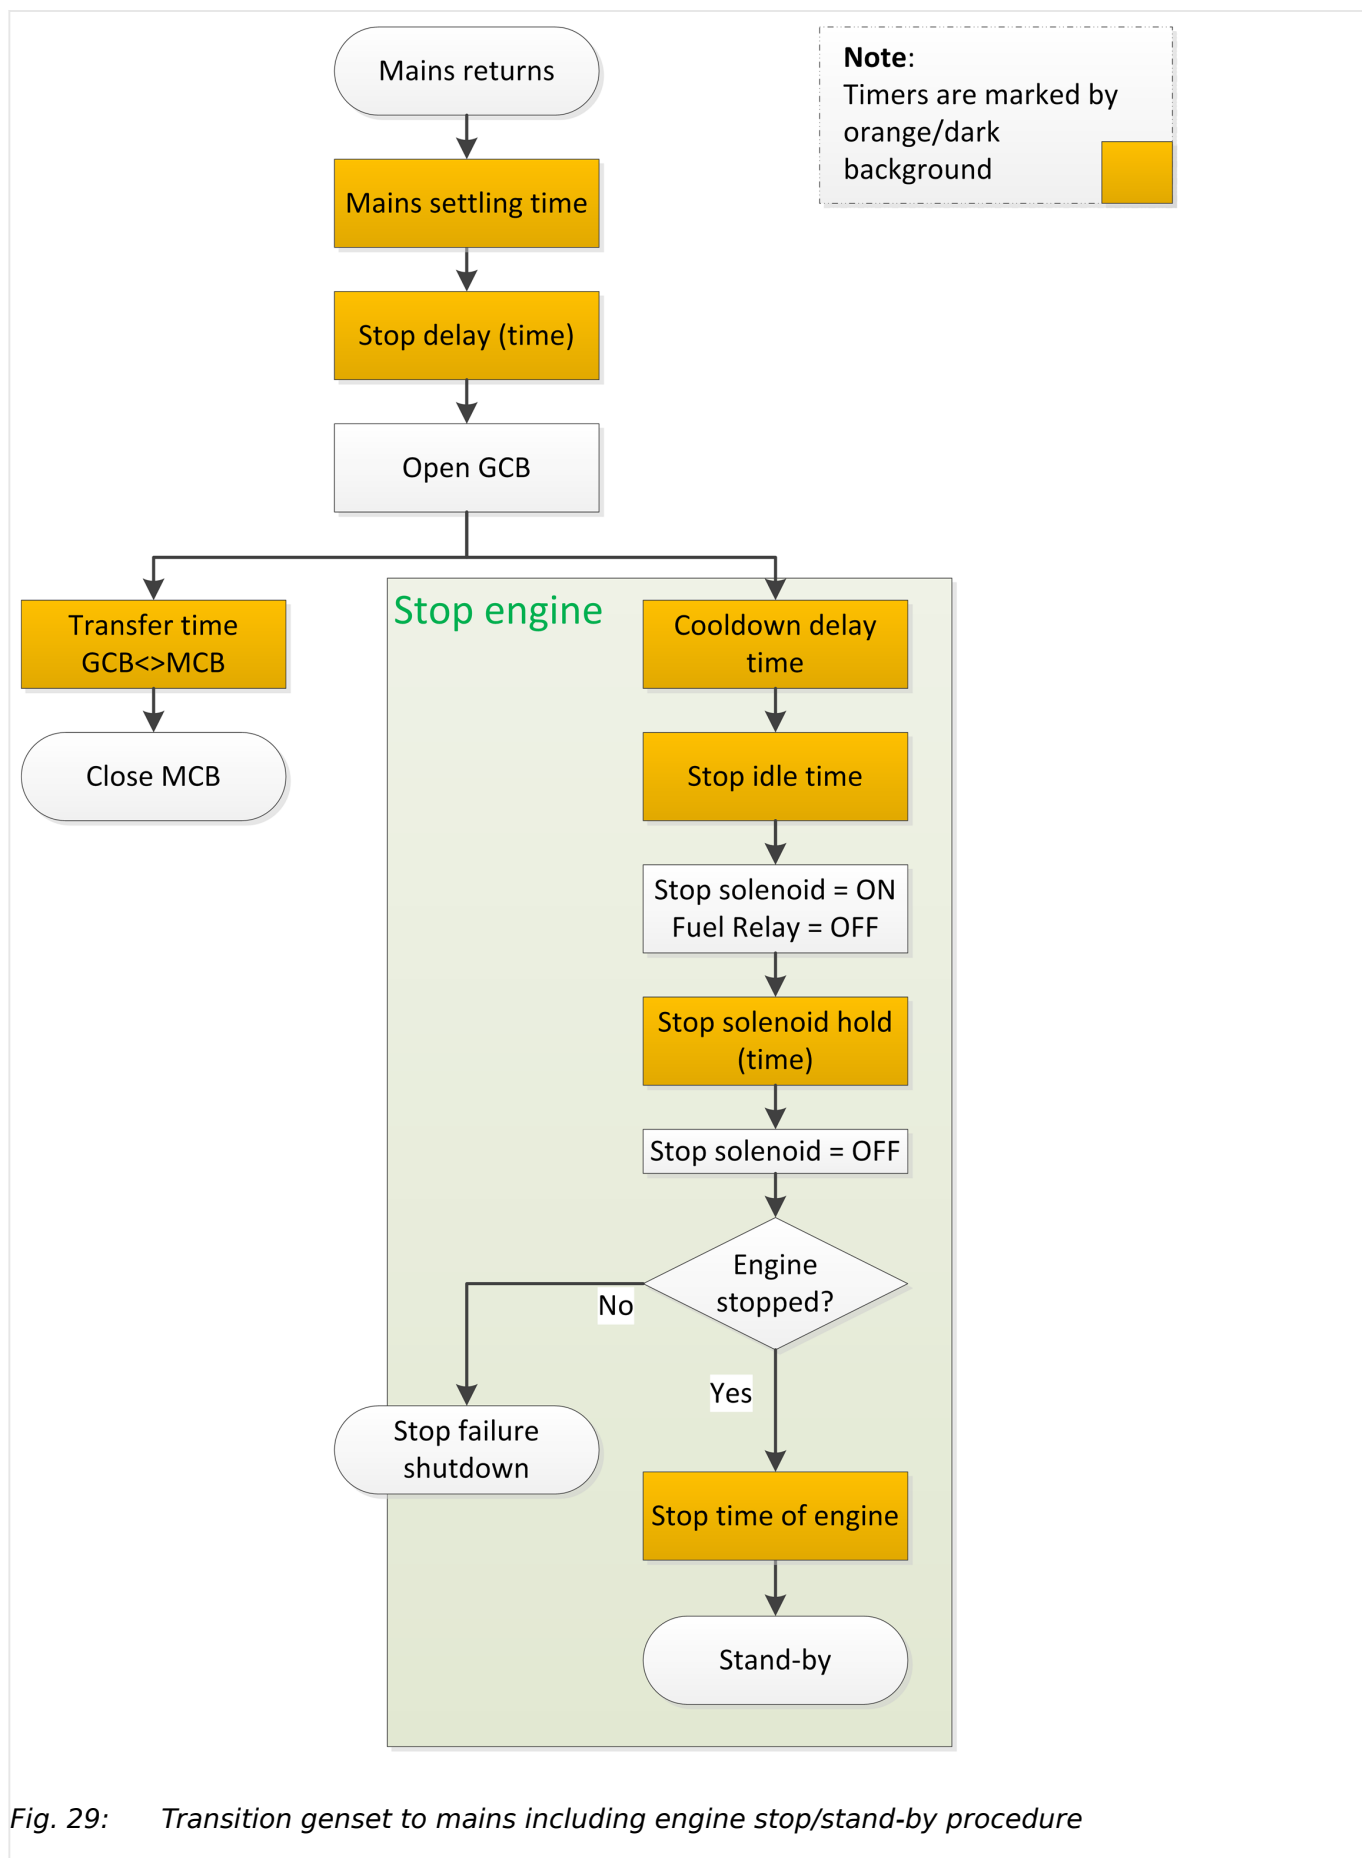 Mains returns
Note:
Timers are marked by
orange/dark
background
Mains settling time
Stop delay (time)
Open GCB
Transfer time
GCB<>MCB
Close MCB
Stop engine
Cooldown delay
time
Stop idle time
Stop solenoid = ON
Fuel Relay = OFF
Stop solenoid hold
(time)
Stop solenoid = OFF
Engine
stopped?
No
Yes
Stop failure
shutdown
Stop time of engine
Stand-by
Fig. 29: Transition genset to mains including engine stop/stand-by procedure